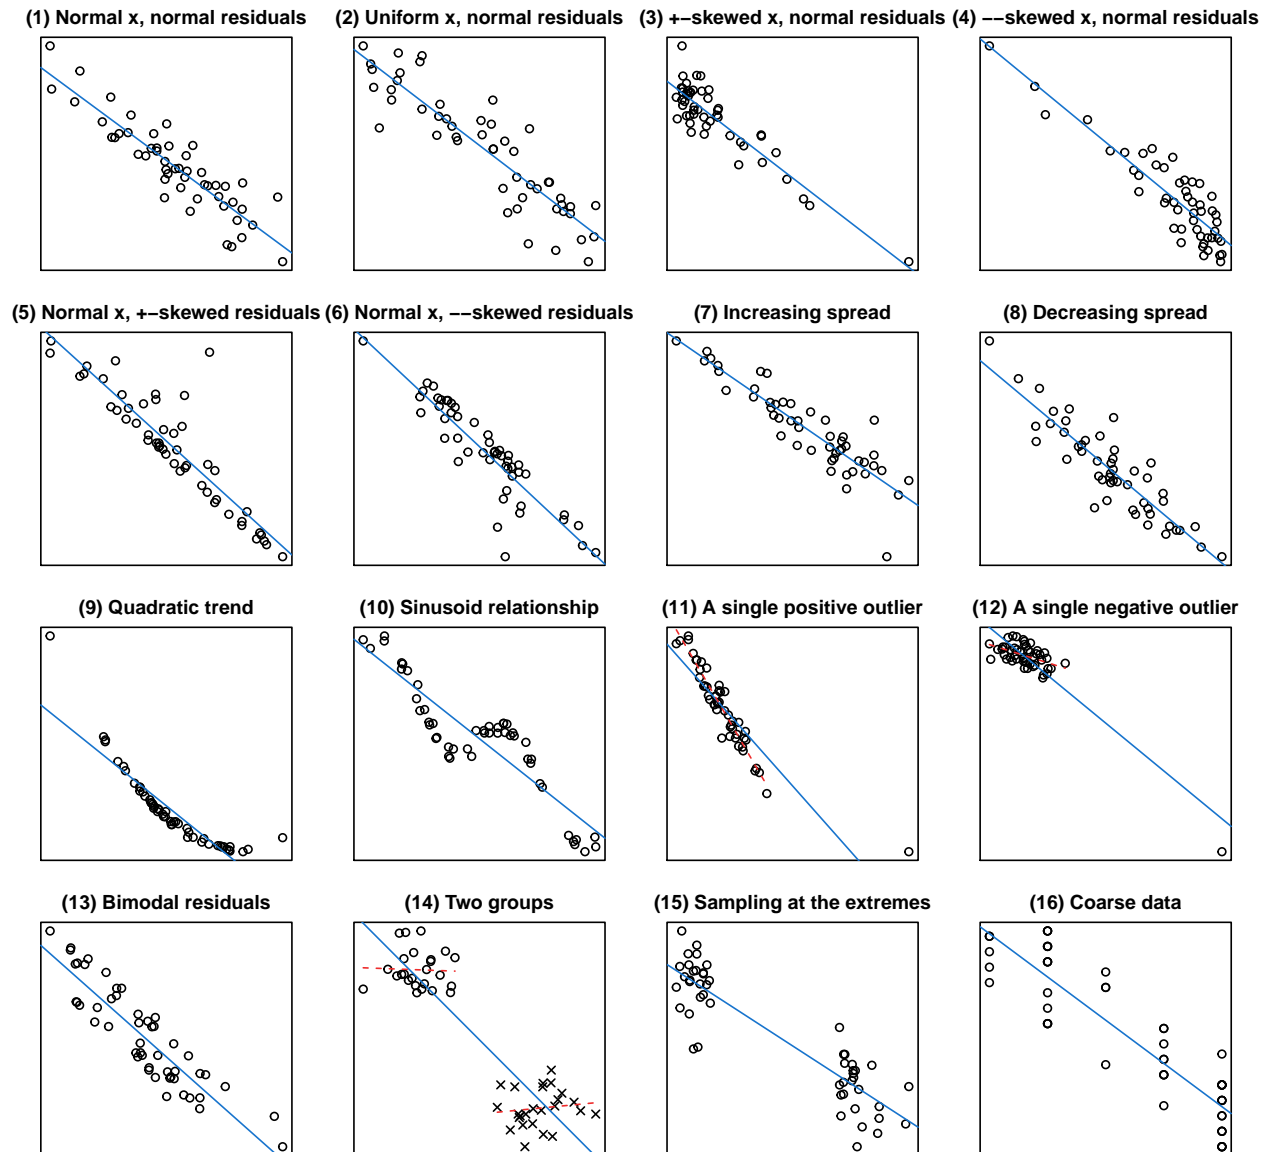 (1) Normal x, normal residuals
(2) Uniform x, normal residuals
(3) +−skewed x, normal residuals
(4) −−skewed x, normal residuals
(5) Normal x, +−skewed residuals
(6) Normal x, −−skewed residuals
(7) Increasing spread
(8) Decreasing spread
(9) Quadratic trend
(10) Sinusoid relationship
(11) A single positive outlier
(12) A single negative outlier
(13) Bimodal residuals
(14) Two groups
(15) Sampling at the extremes
(16) Coarse data